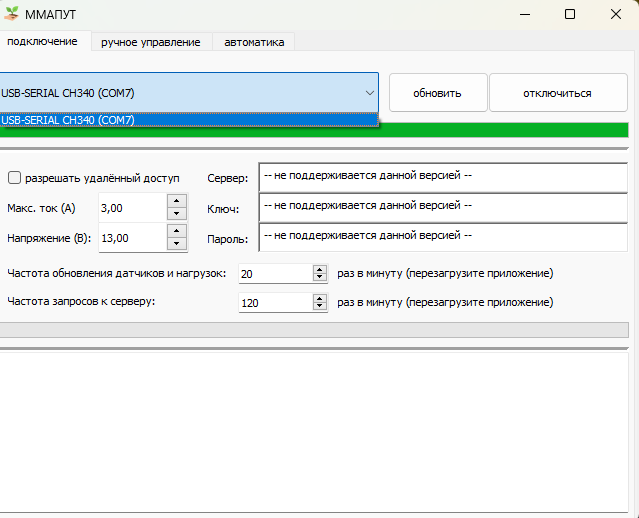 ММАПУТ
подключение ручное управление автоматика
USB-SERIAL CH340 (COM7) обновить отключиться
USB-SERIAL CH340 (COM7)
разрешать удалённый доступ Сервер: -- не поддерживается данной версией --
Макс. ток (А) 3,00 Ключ: -- не поддерживается данной версией --
Напряжение (В): 13,00 Пароль: -- не поддерживается данной версией --
Частота обновления датчиков и нагрузок: 20 раз в минуту (перезагрузите приложение)
Частота запросов к серверу: 120 раз в минуту (перезагрузите приложение)